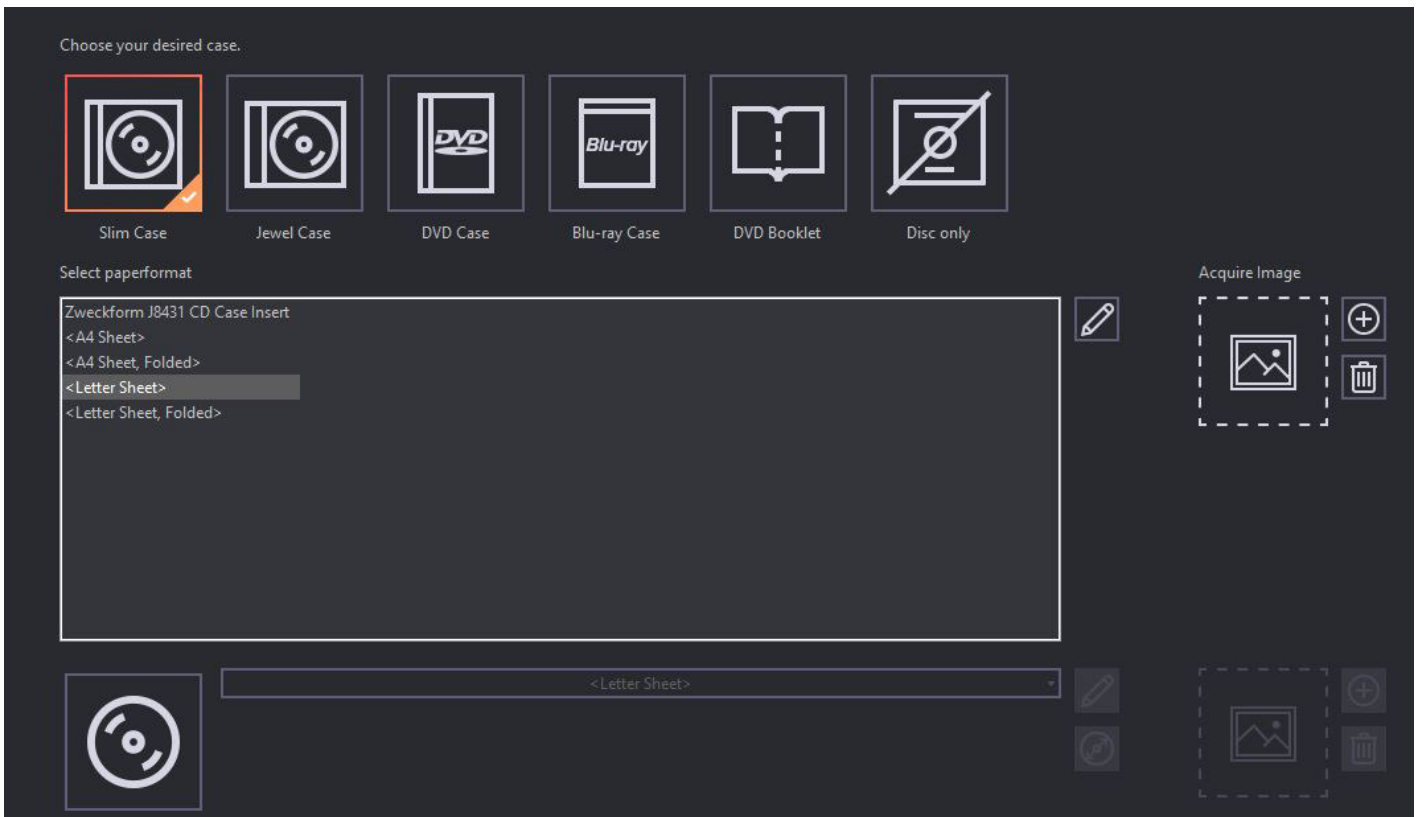 Choose your desired case.
DVD
Blu-ray
Slim Case
Jewel Case
DVD Case
Blu-ray Case
DVD Booklet
Disc only
Select paperformat
Acquire Image
Zweckform J8431 CD Case Insert
<A4 Sheet>
<A4 Sheet, Folded>
<Letter Sheet>
<Letter Sheet, Folded>
<Letter Sheet>